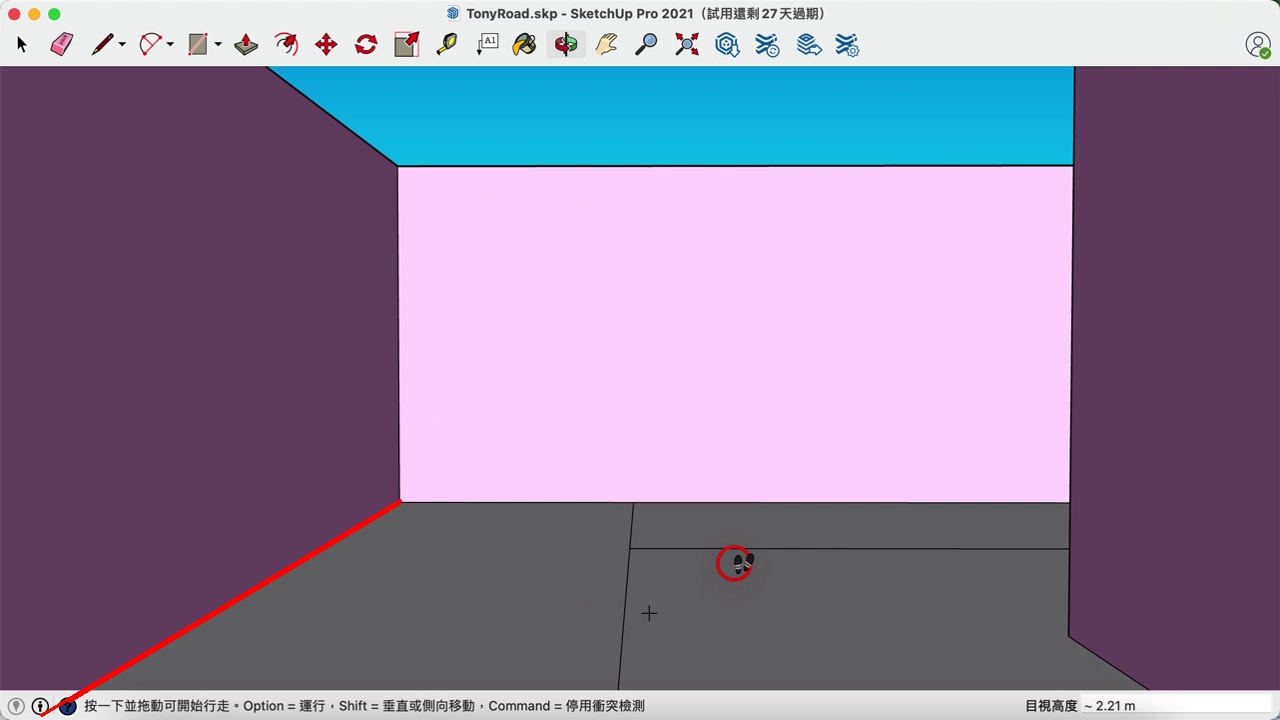 TonyRoad.skp - SketchUp Pro 2021（試用還剩 27 天過期）
A1
按一下並拖動可開始行走。Option = 運行，Shift = 垂直或側向移動，Command = 停用衝突檢測
目視高度 ~ 2.21 m